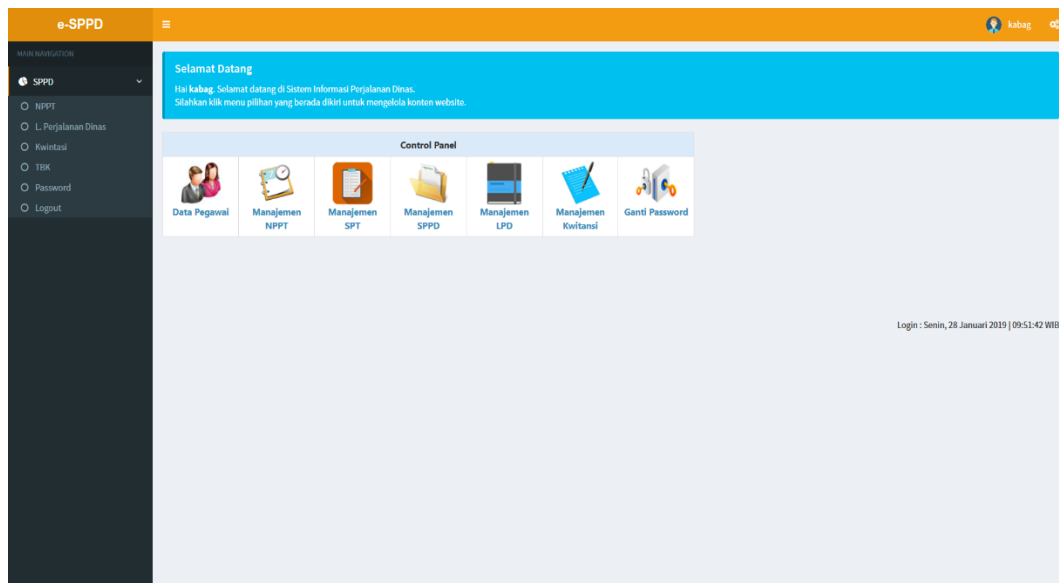 e-SPPD
kabag
MAIN NAVIGATION
SPPD
NPPT
L. Perjalanan Dinas
Kwintasi
TBK
Password
Logout
Selamat Datang
Hai kabag. Selamat datang di Sistem Informasi Perjalanan Dinas.
Silahkan klik menu pilihan yang berada dikiri untuk mengelola konten website.
Control Panel
Data Pegawai
Manajemen
NPPT
Manajemen
SPT
Manajemen
SPPD
Manajemen
LPD
Manajemen
Kwitansi
Ganti Password
Login : Senin, 28 Januari 2019 | 09:51:42 WIB